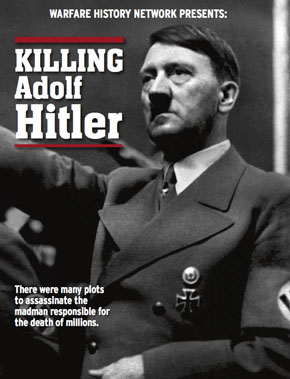 WARFARE HISTORY NETWORK PRESENTS:
KILLING
Adolf
Hitler
There were many plots
to assassinate the
madman responsible for
the death of millions.